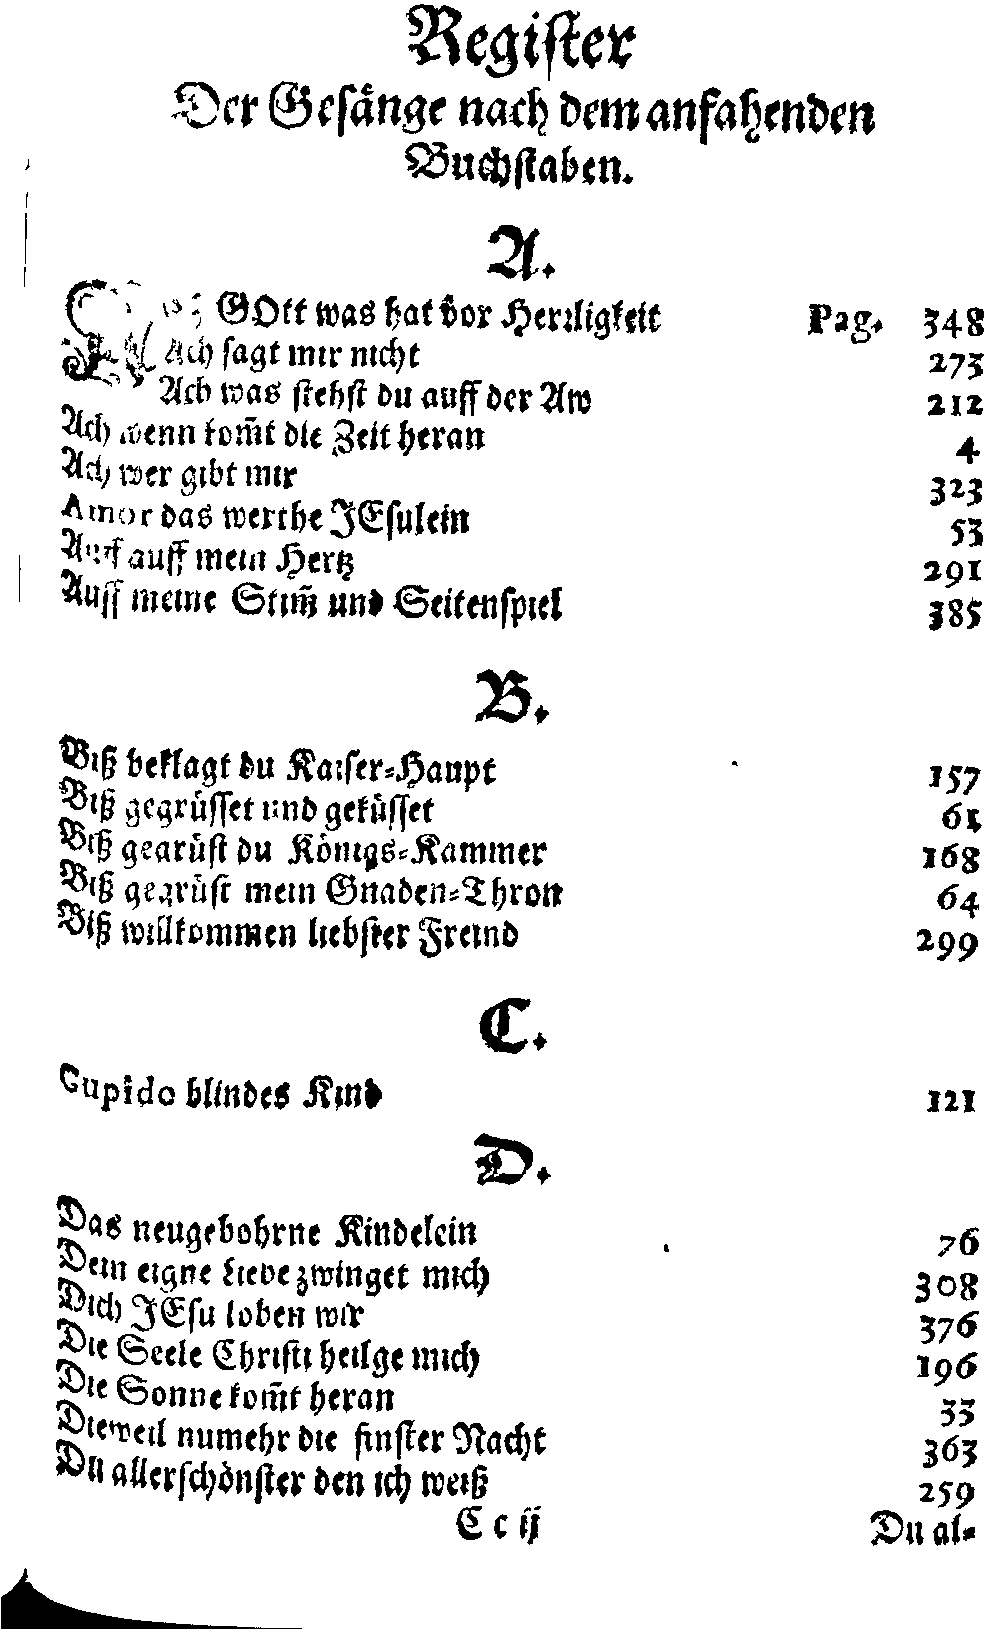 Register
Der Gesänge nach dem anfahenden
Buchstaben.
A.
GOtt was hat vor Herrligkeit Pag. 348
Ach sagt mir nicht 273
Ach was stehst du auff der Aw 212
Ach wenn kom̃t die Zeit heran 4
Ach wer gibt mir 323
Amor das werthe JEsulein 53
Auff auff mein Hertz 291
Auff meine Stim̃ und Seitenspiel 385
B.
Biß beklagt du Kaiser-Haupt 157
Biß gegrüsset und geküsset 61
Biß gegrüst du Königs-Kammer 168
Biß gegrüst mein Gnaden-Thron 64
Biß willkommen liebster Freind 299
C.
Cupido blindes Kind 121
D.
Das neugebohrne Kindelein 76
Dein eigne Liebe zwinget mich 308
Dich JEsu loben wir 376
Die Seele Christi heilge mich 196
Die Sonne kom̃t heran 33
Dieweil numehr die finster Nacht 363
Du allerschönster den ich weiß 259
C c ij Du al-